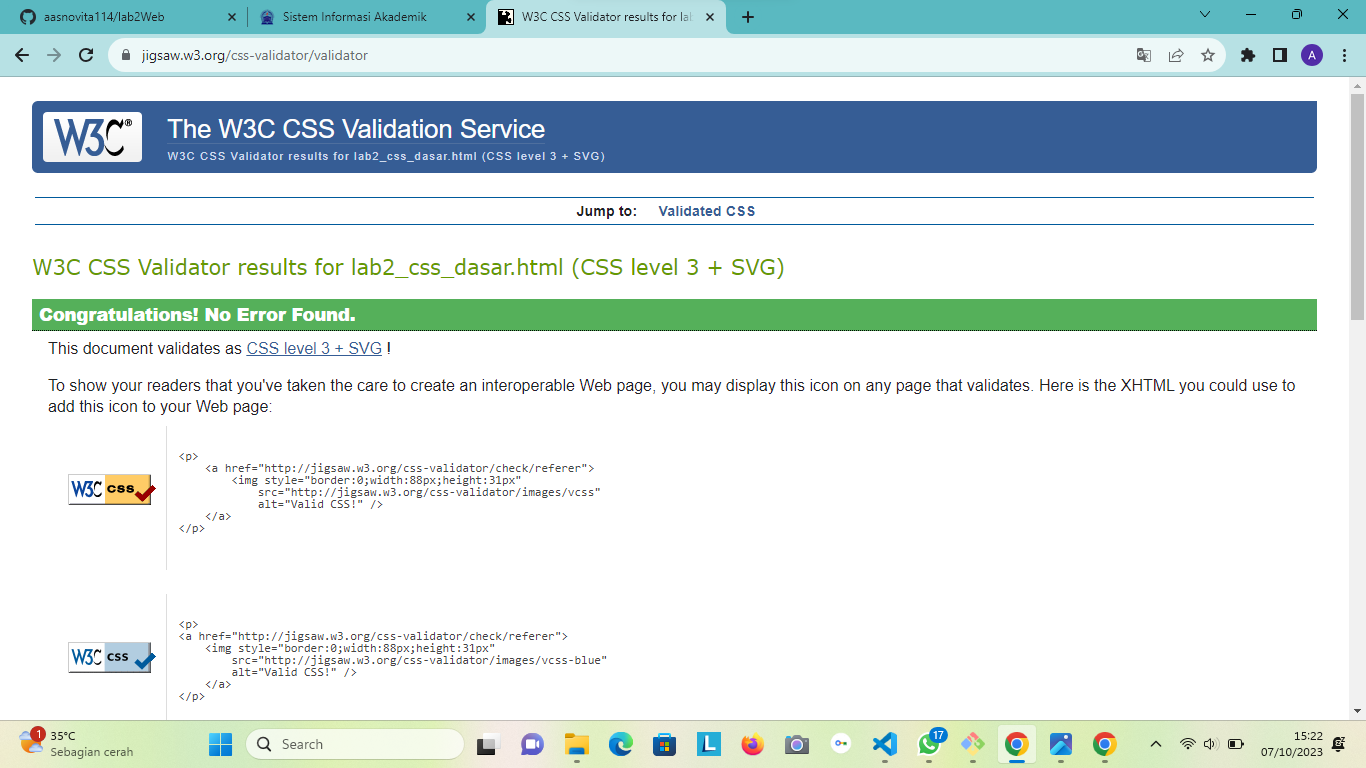 aasnovita114/lab2Web
Sistem Informasi Akademik
W3C CSS Validator results for lab
jigsaw.w3.org/css-validator/validator
A
W3C®
The W3C CSS Validation Service
W3C CSS Validator results for lab2_css_dasar.html (CSS level 3 + SVG)
Jump to: Validated CSS
W3C CSS Validator results for lab2_css_dasar.html (CSS level 3 + SVG)
Congratulations! No Error Found.
This document validates as CSS level 3 + SVG !
To show your readers that you've taken the care to create an interoperable Web page, you may display this icon on any page that validates. Here is the XHTML you could use to
add this icon to your Web page:
W3C css
<p>
<a href="http://jigsaw.w3.org/css-validator/check/referer">
<img style="border:0;width:88px;height:31px"
src="http://jigsaw.w3.org/css-validator/images/vcss"
alt="Valid CSS!" />
</a>
</p>
W3C css
<p>
<a href="http://jigsaw.w3.org/css-validator/check/referer">
<img style="border:0;width:88px;height:31px"
src="http://jigsaw.w3.org/css-validator/images/vcss-blue"
alt="Valid CSS!" />
</a>
</p>
1
35°C
Sebagian cerah
Search
L
17
15:22
07/10/2023